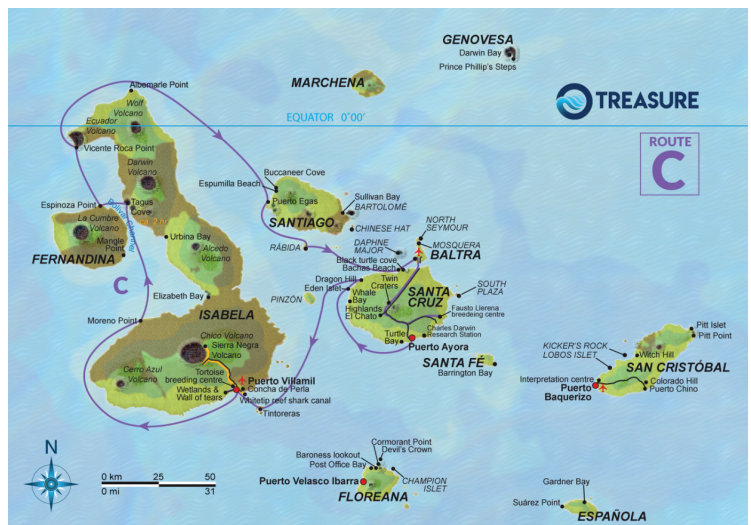 GENOVESA
Darwin Bay
Prince Phillip's Steps
MARCHENA
TREASURE
EQUATOR 0°00'
ROUTE
C
Albemarle Point
Wolf
Volcano
Ecuador
Volcano
Vicente Roca Point
Darwin
Volcano
Espinoza Point
Tagus
Cove
Bolivar Channel
La Cumbre
Volcano
Mangle
Point
FERNANDINA
Urbina Bay
Alcedo
Volcano
C
Elizabeth Bay
Moreno Point
ISABELA
Chico Volcano
Sierra Negra
Volcano
Cerro Azul
Volcano
Tortoise
breeding centre
Wetlands &
Wall of tears
Puerto Villamil
Concha de Perla
Whitetip reef shark canal
Tintoreras
Buccaneer Cove
Espumilla Beach
Puerto Egas
SANTIAGO
Sullivan Bay
BARTOLOMÉ
CHINESE HAT
RÁBIDA
PINZÓN
NORTH
SEYMOUR
MOSQUERA
DAPHNE
MAJOR
BALTRA
Black turtle cove
Bachas Beach
Dragon Hill
Eden Islet
Whale
Bay
Twin
Craters
SANTA
CRUZ
Highlands
El Chato
SOUTH
PLAZA
Fausto Llerena
breedeing centre
Charles Darwin
Research Station
Turtle
Bay
Puerto Ayora
SANTA FÉ
Barrington Bay
Pitt Islet
Pitt Point
KICKER'S ROCK
LOBOS ISLET
Witch Hill
SAN CRISTÓBAL
Interpretation centre
Puerto
Baquerizo
Colorado Hill
Puerto Chino
N
0 km 25 50
0 mi 31
Cormorant Point
Devil's Crown
Baroness lookout
Post Office Bay
Puerto Velasco Ibarra
CHAMPION
ISLET
FLOREANA
Gardner Bay
Suárez Point
ESPAÑOLA